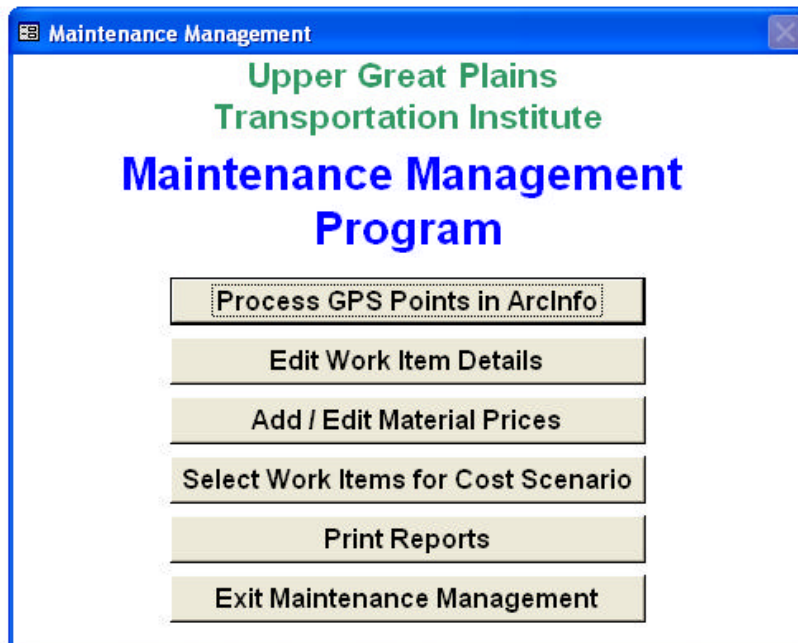 Maintenance Management
Upper Great Plains
Transportation Institute
Maintenance Management
Program
Process GPS Points in ArcInfo
Edit Work Item Details
Add / Edit Material Prices
Select Work Items for Cost Scenario
Print Reports
Exit Maintenance Management